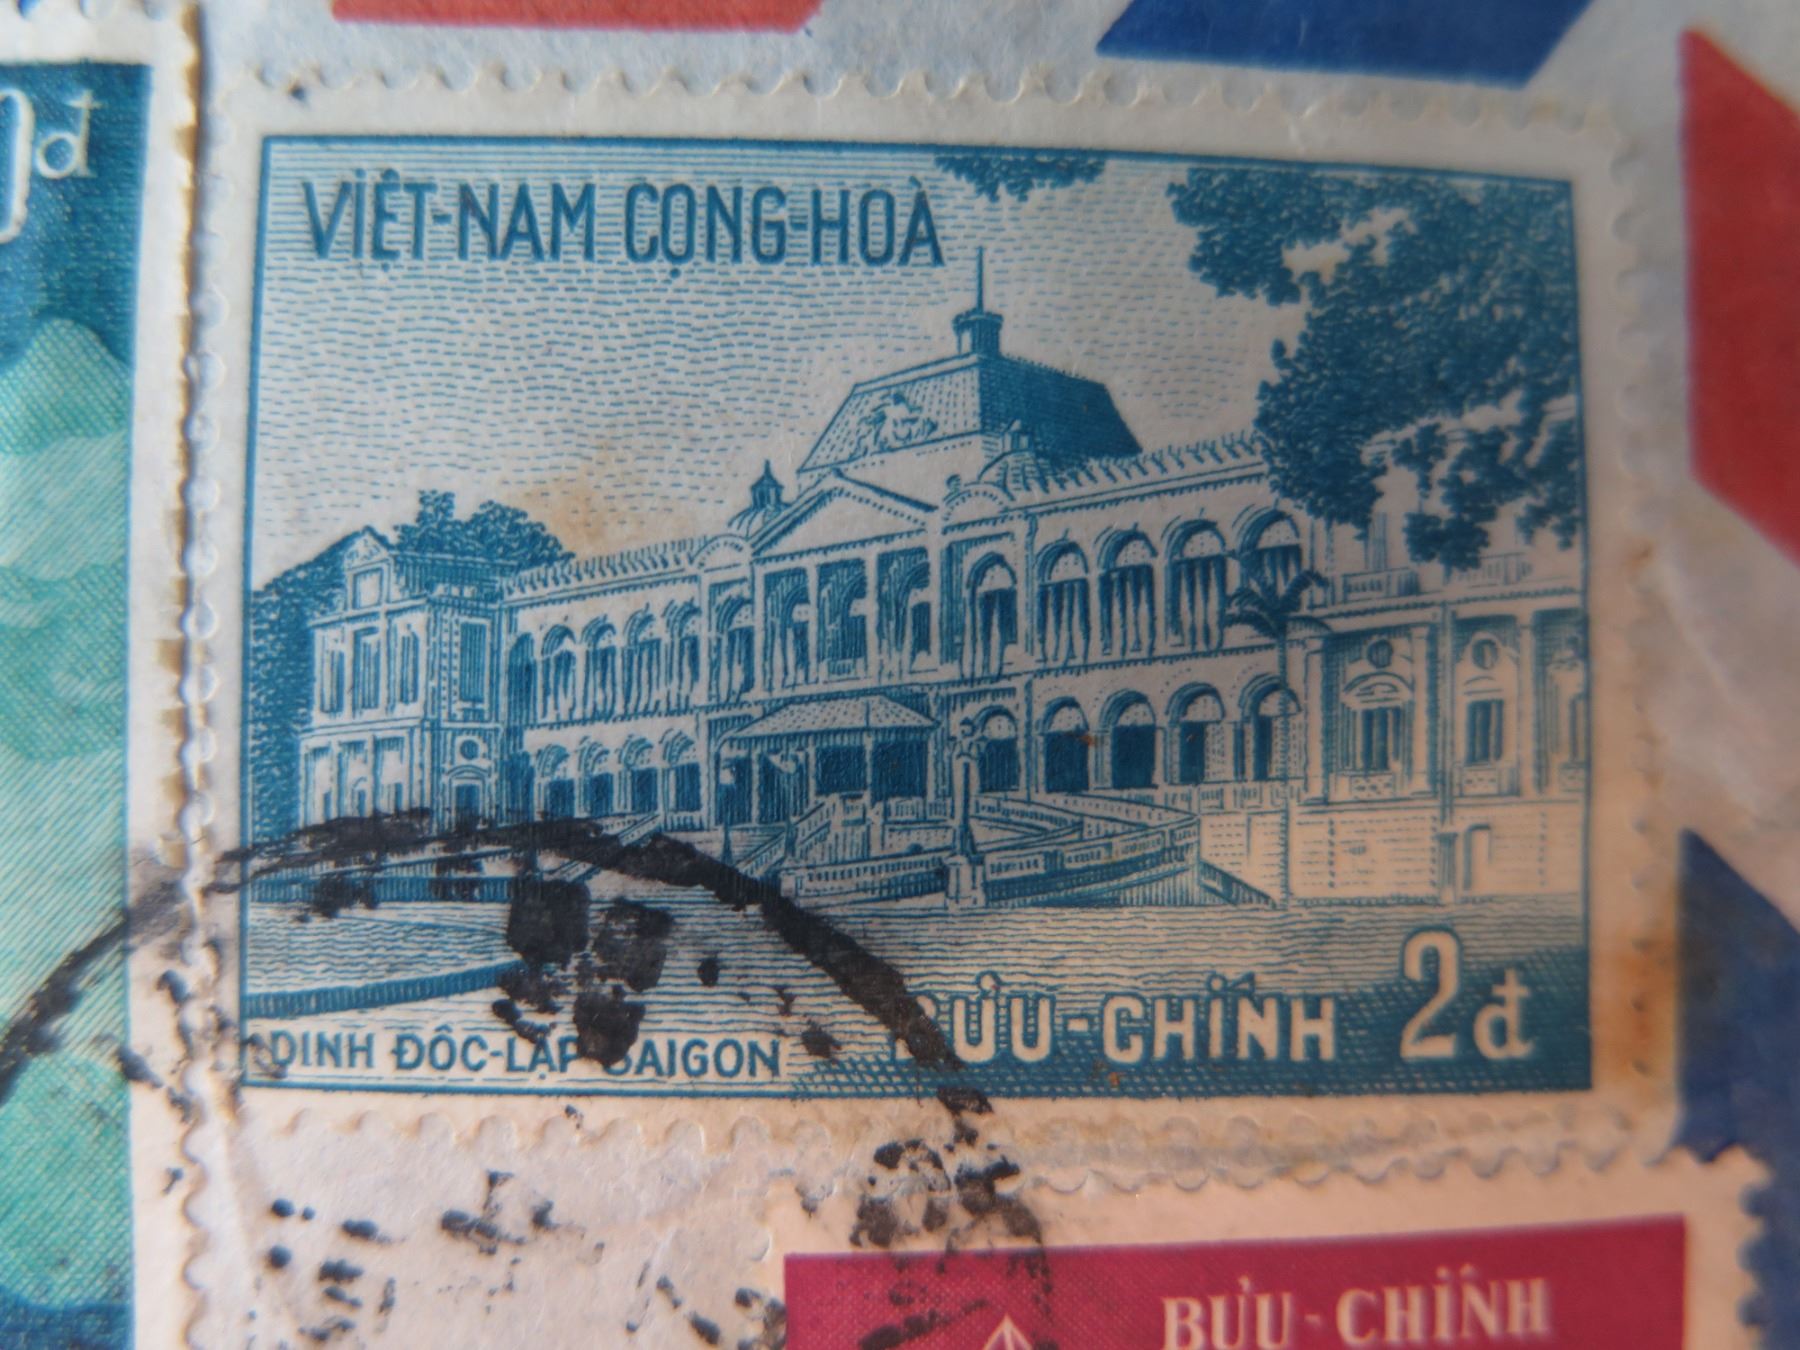 đ
VIỆT-NAM CỘNG-HOÀ
DINH ĐỘC-LẬP SAIGON
BƯU-CHÍNH 2đ
BƯU-CHÍNH